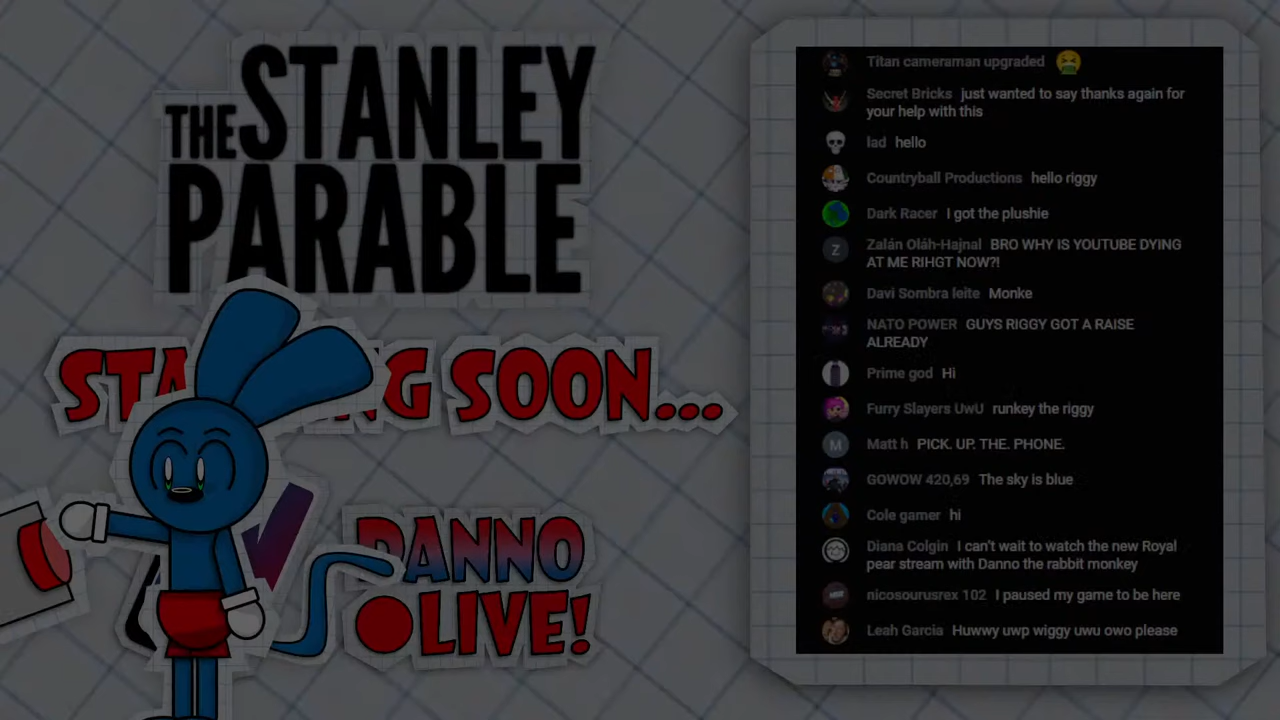 THE STANLEY
PARABLE
STA NG SOON...
DANNO
LIVE!
Titan cameraman upgraded 🤮
Secret Bricks just wanted to say thanks again for
your help with this
lad hello
Countryball Productions hello riggy
Dark Racer I got the plushie
Z Zalán Oláh-Hajnal BRO WHY IS YOUTUBE DYING
AT ME RIHGT NOW?!
Davi Sombra leite Monke
NATO POWER GUYS RIGGY GOT A RAISE
ALREADY
Prime god Hi
Furry Slayers UwU runkey the riggy
M Matt h PICK. UP. THE. PHONE.
GOWOW 420,69 The sky is blue
Cole gamer hi
Diana Colgin I can't wait to watch the new Royal
pear stream with Danno the rabbit monkey
nicosourusrex 102 I paused my game to be here
Leah Garcia Huwwy uwp wiggy uwu owo please